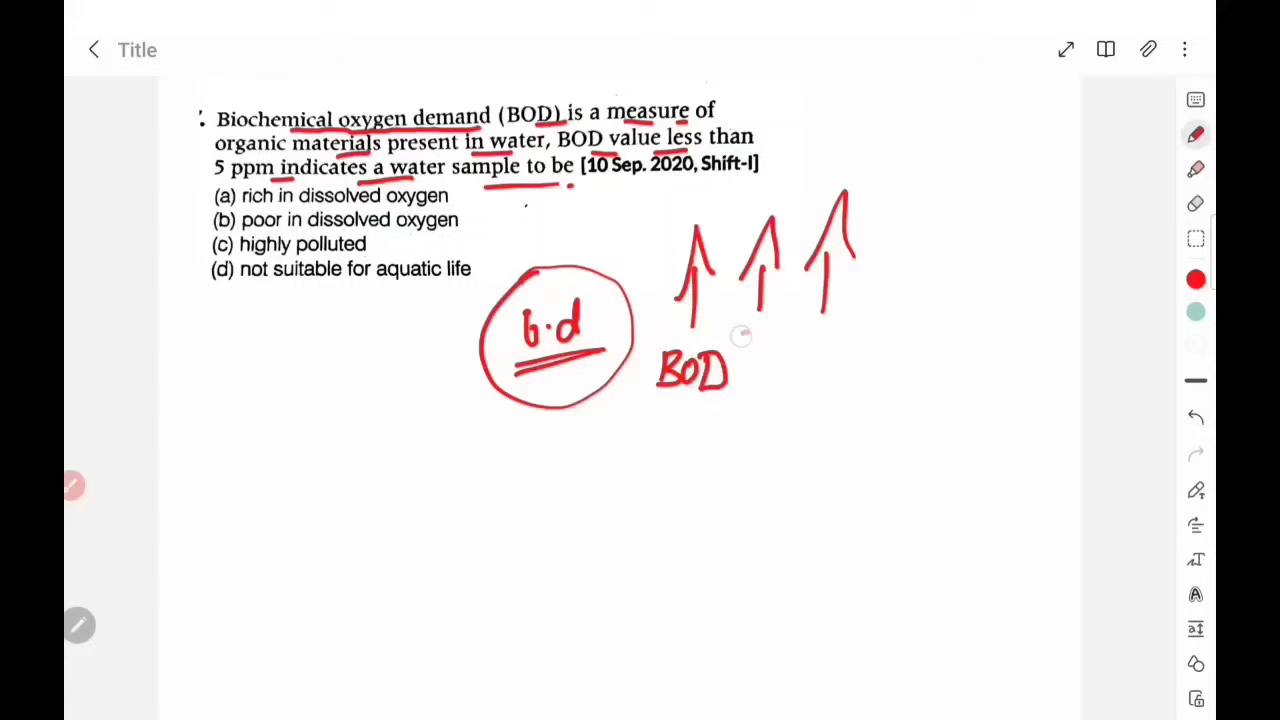 Title
: Biochemical oxygen demand (BOD) is a measure of
organic materials present in water, BOD value less than
5 ppm indicates a water sample to be [10 Sep. 2020, Shift-I]
(a) rich in dissolved oxygen
(b) poor in dissolved oxygen
(c) highly polluted
(d) not suitable for aquatic life
b.d
BOD